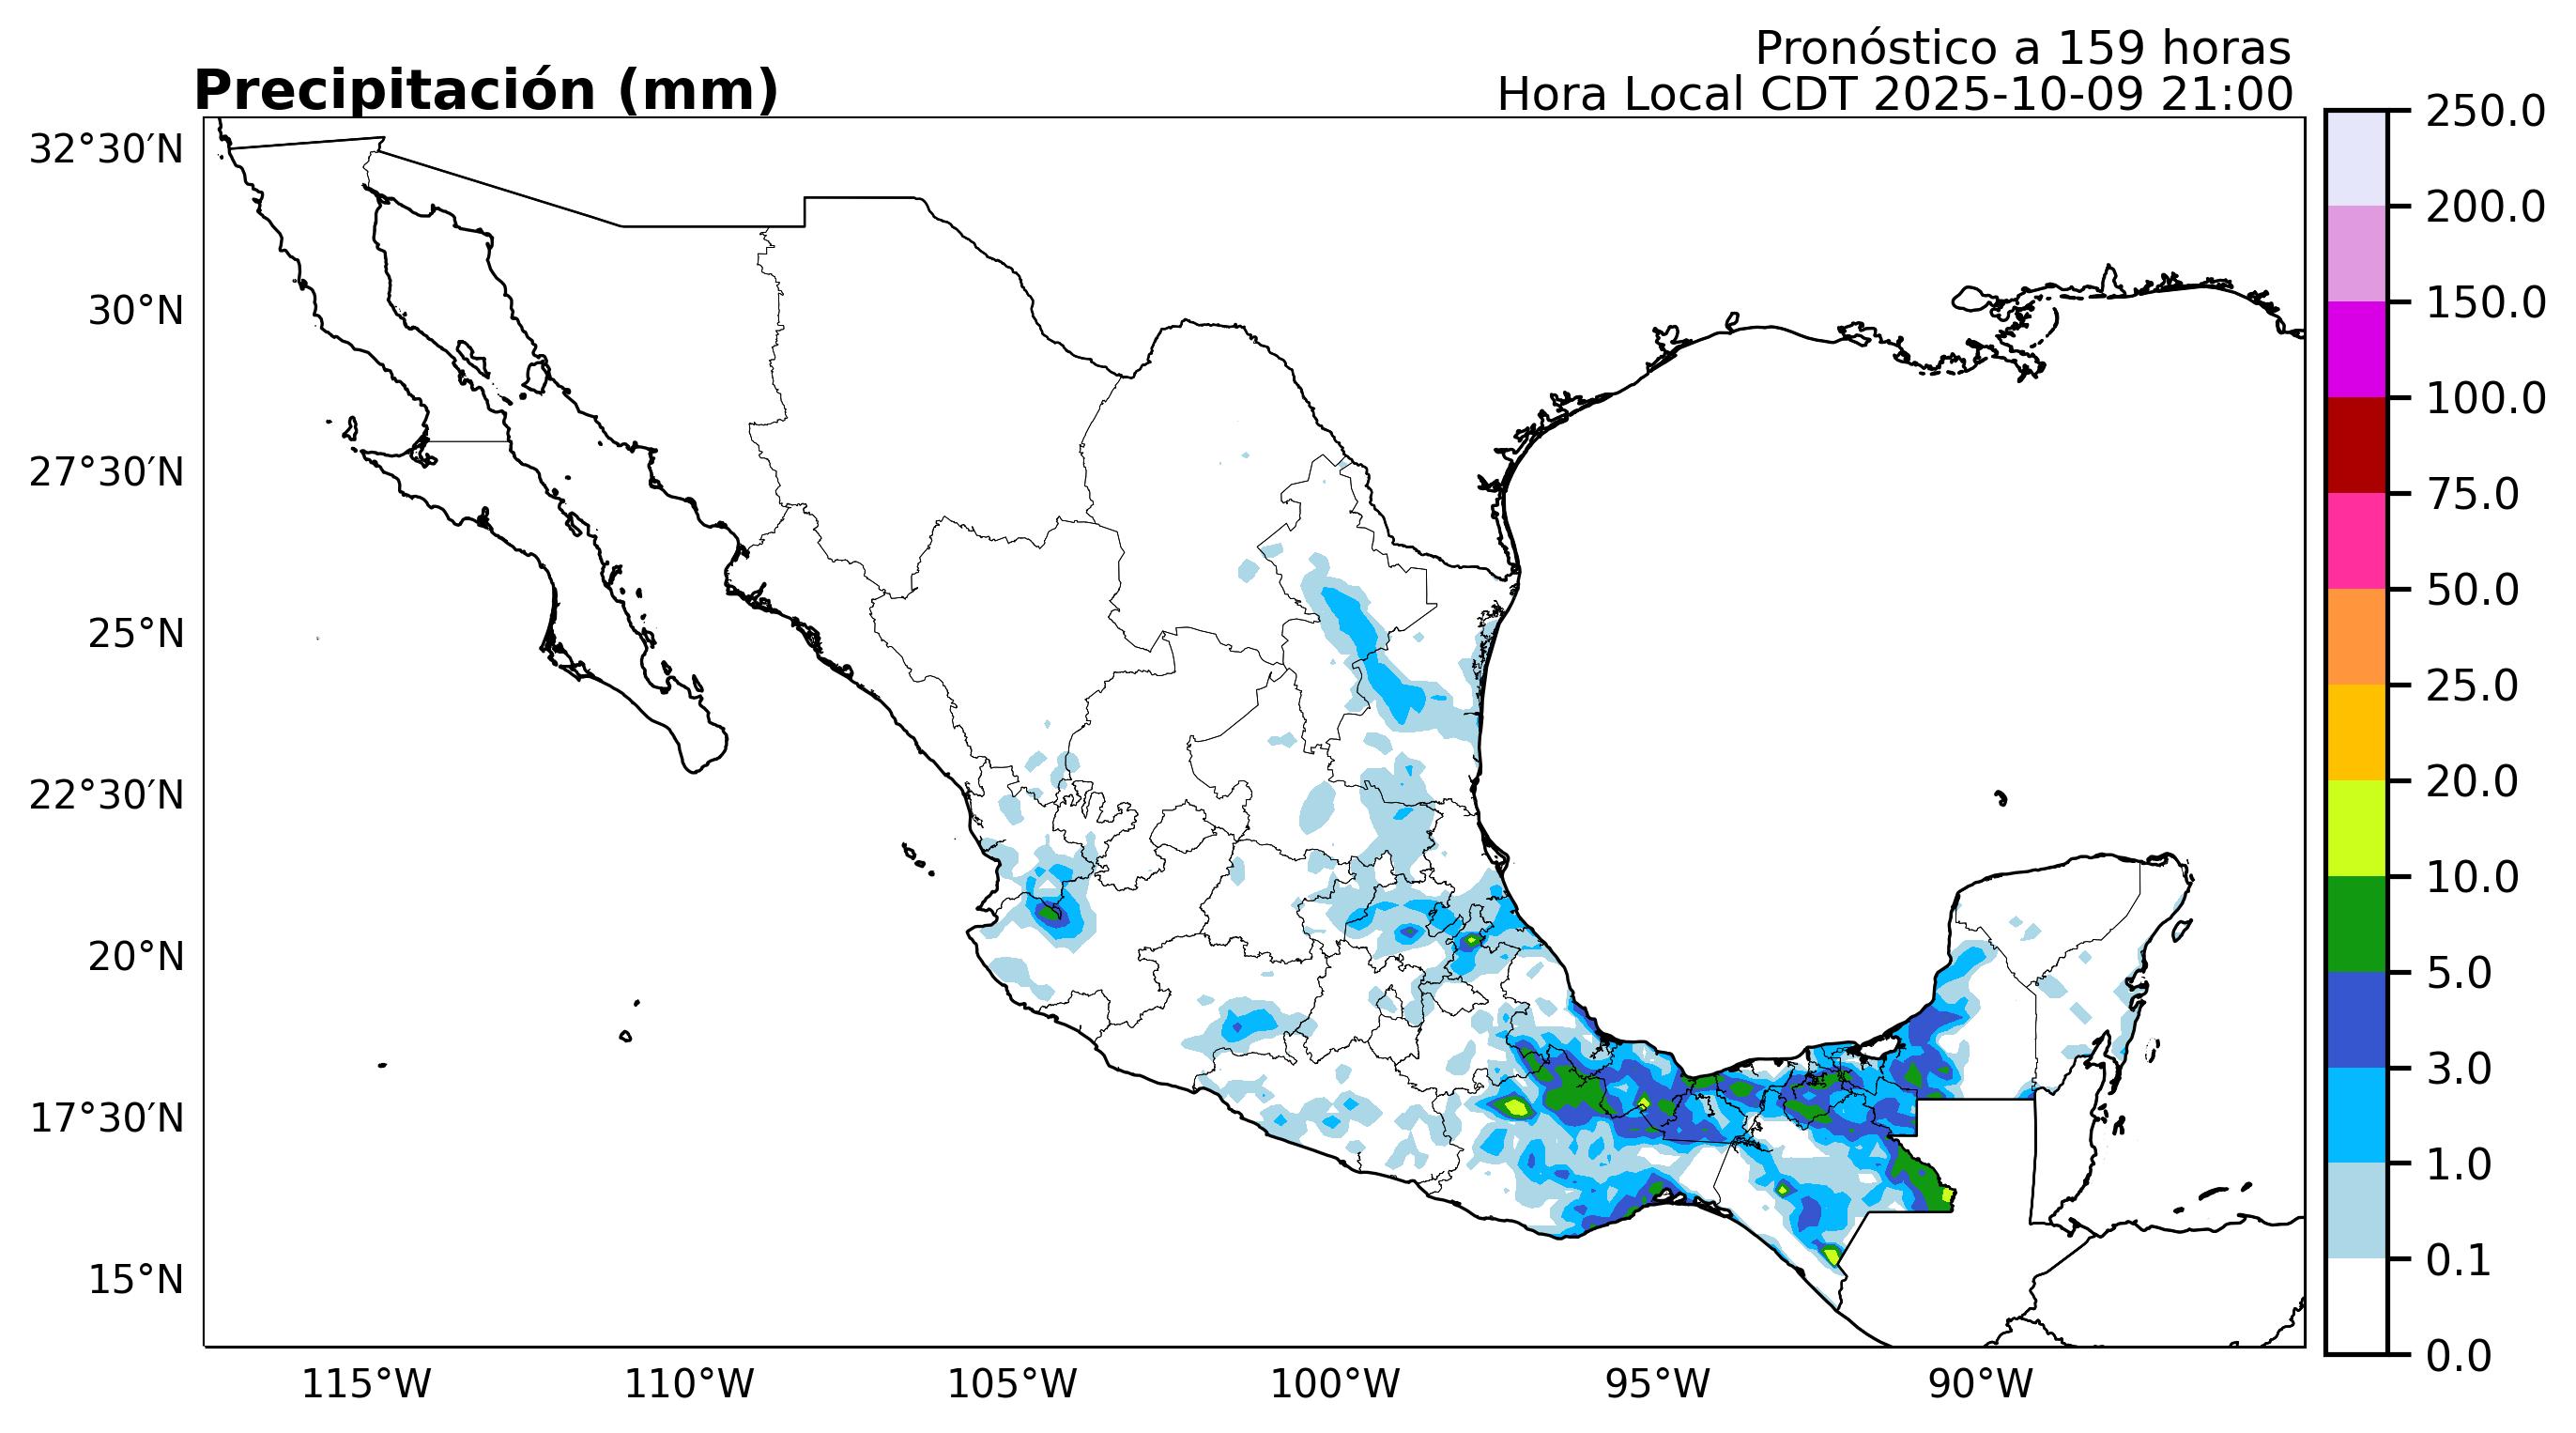 Pronóstico a 159 horas
Precipitación (mm)
Hora Local CDT 2025-10-09 21:00
32°30′N
30°N
27°30′N
25°N
22°30′N
20°N
17°30′N
15°N
115°W
110°W
105°W
100°W
95°W
90°W
250.0
200.0
150.0
100.0
75.0
50.0
25.0
20.0
10.0
5.0
3.0
1.0
0.1
0.0